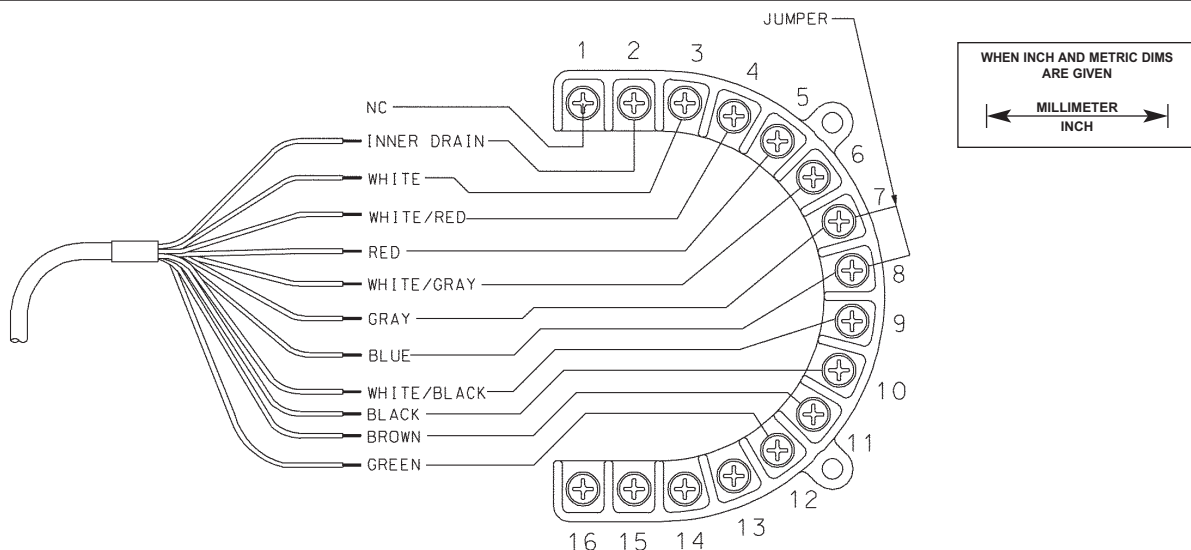 JUMPER
WHEN INCH AND METRIC DIMS
ARE GIVEN
MILLIMETER
INCH
1
2
3
4
5
6
7
8
9
10
11
12
13
14
15
16
NC
INNER DRAIN
WHITE
WHITE/RED
RED
WHITE/GRAY
GRAY
BLUE
WHITE/BLACK
BLACK
BROWN
GREEN